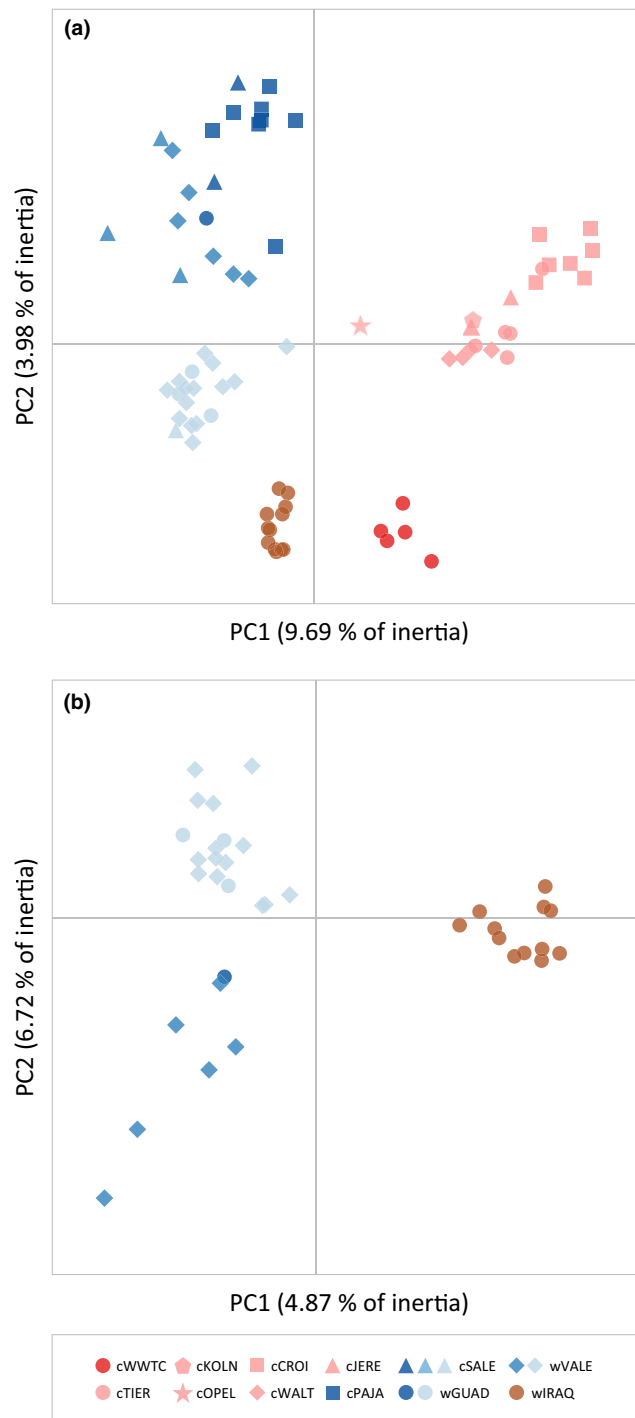 (a)
PC2 (3.98 % of inertia)
PC1 (9.69 % of inertia)
(b)
PC2 (6.72 % of inertia)
PC1 (4.87 % of inertia)
cWWTC cKOLN cCROI cJERE cSALE wVALE
cTIER cOPEL cWALT cPAJA wGUAD wIRAQ